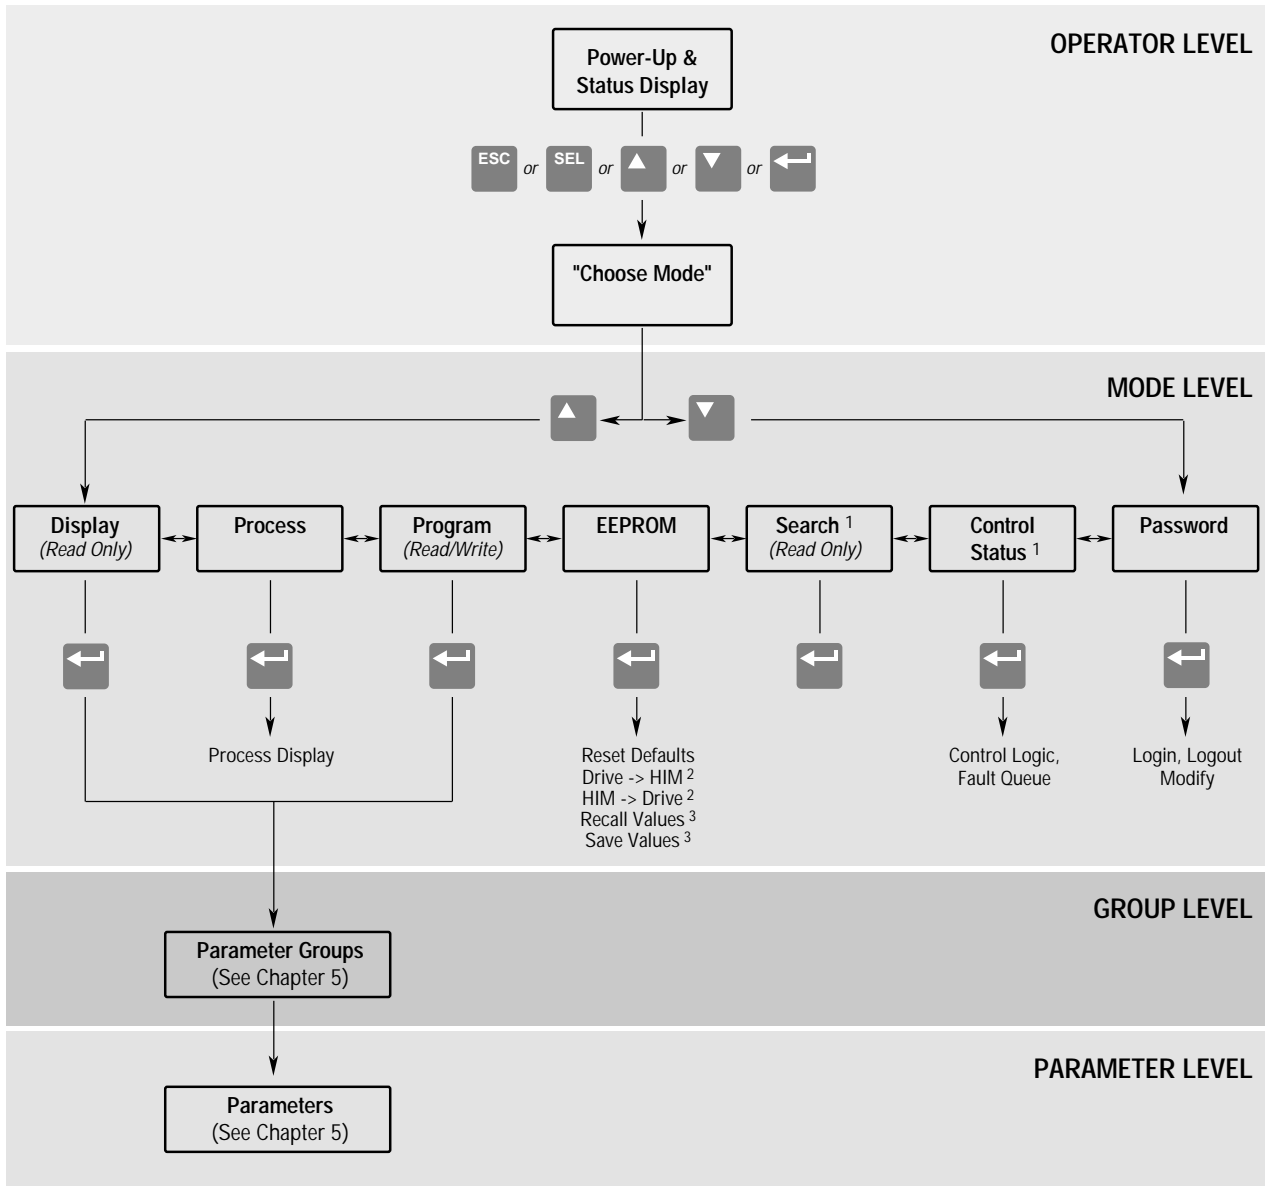 OPERATOR LEVEL
Power-Up &
Status Display
ESC or SEL or or or
"Choose Mode"
MODE LEVEL
Display
(Read Only)
Process
Program
(Read/Write)
EEPROM
Search 1
(Read Only)
Control
Status 1
Password
Process Display
Reset Defaults
Drive -> HIM 2
HIM -> Drive 2
Recall Values 3
Save Values 3
Control Logic,
Fault Queue
Login, Logout
Modify
GROUP LEVEL
Parameter Groups
(See Chapter 5)
PARAMETER LEVEL
Parameters
(See Chapter 5)